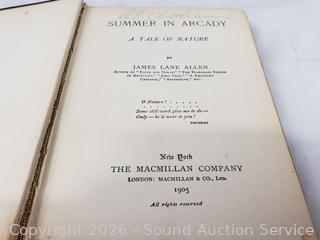 SUMMER IN ARCADY
A TALE OF NATURE
BY
JAMES LANE ALLEN
AUTHOR OF "FLUTE AND VIOLIN," "THE BLUEGRASS REGION
OF KENTUCKY," "JOHN GRAY," "A KENTUCKY
CARDINAL," "AFTERMATH," ETC.
O Nature! . . . . .
Some still work give me to do—
Only— be it near to you!
THOREAU
New York
THE MACMILLAN COMPANY
LONDON: MACMILLAN & CO., LTD.
1905
All rights reserved
Copyright © 2026 - Sound Auction Service